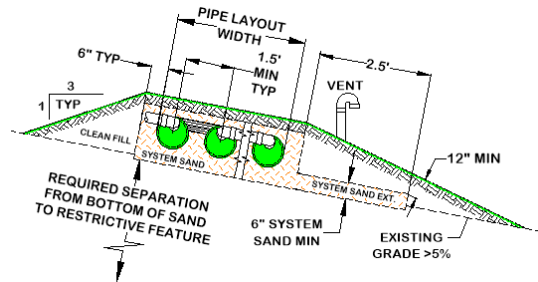 PIPE LAYOUT
WIDTH
6" TYP
1.5'
MIN
TYP
2.5'
VENT
3
1
TYP
CLEAN FILL
SYSTEM SAND
12" MIN
SYSTEM SAND EXT.
REQUIRED SEPARATION
FROM BOTTOM OF SAND
TO RESTRICTIVE FEATURE
6" SYSTEM
SAND MIN
EXISTING
GRADE >5%